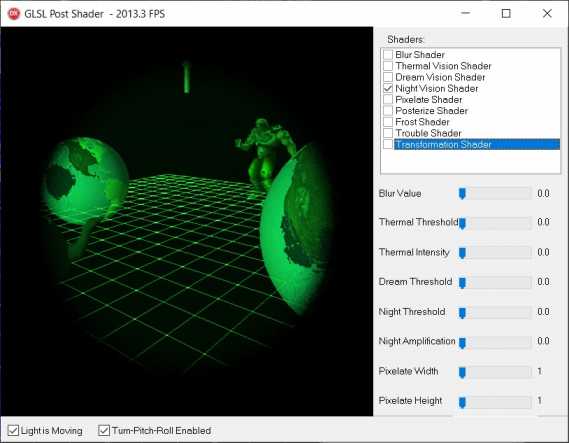 GLSL Post Shader - 2013.3 FPS
Shaders:
Blur Shader
Thermal Vision Shader
Dream Vision Shader
Night Vision Shader
Pixelate Shader
Posterize Shader
Frost Shader
Trouble Shader
Transformation Shader
Blur Value 0.0
Thermal Threshold 0.0
Thermal Intensity 0.0
Dream Threshold 0.0
Night Threshold 0.0
Night Amplification 0.0
Pixelate Width 1
Pixelate Height 1
Light is Moving Turn-Pitch-Roll Enabled